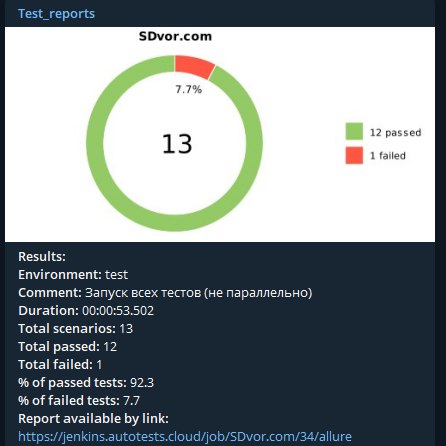 Test_reports
SDvor.com
7.7%
13
12 passed
1 failed
Results:
Environment: test
Comment: Запуск всех тестов (не параллельно)
Duration: 00:00:53.502
Total scenarios: 13
Total passed: 12
Total failed: 1
% of passed tests: 92.3
% of failed tests: 7.7
Report available by link:
https://jenkins.autotests.cloud/job/SDvor.com/34/allure